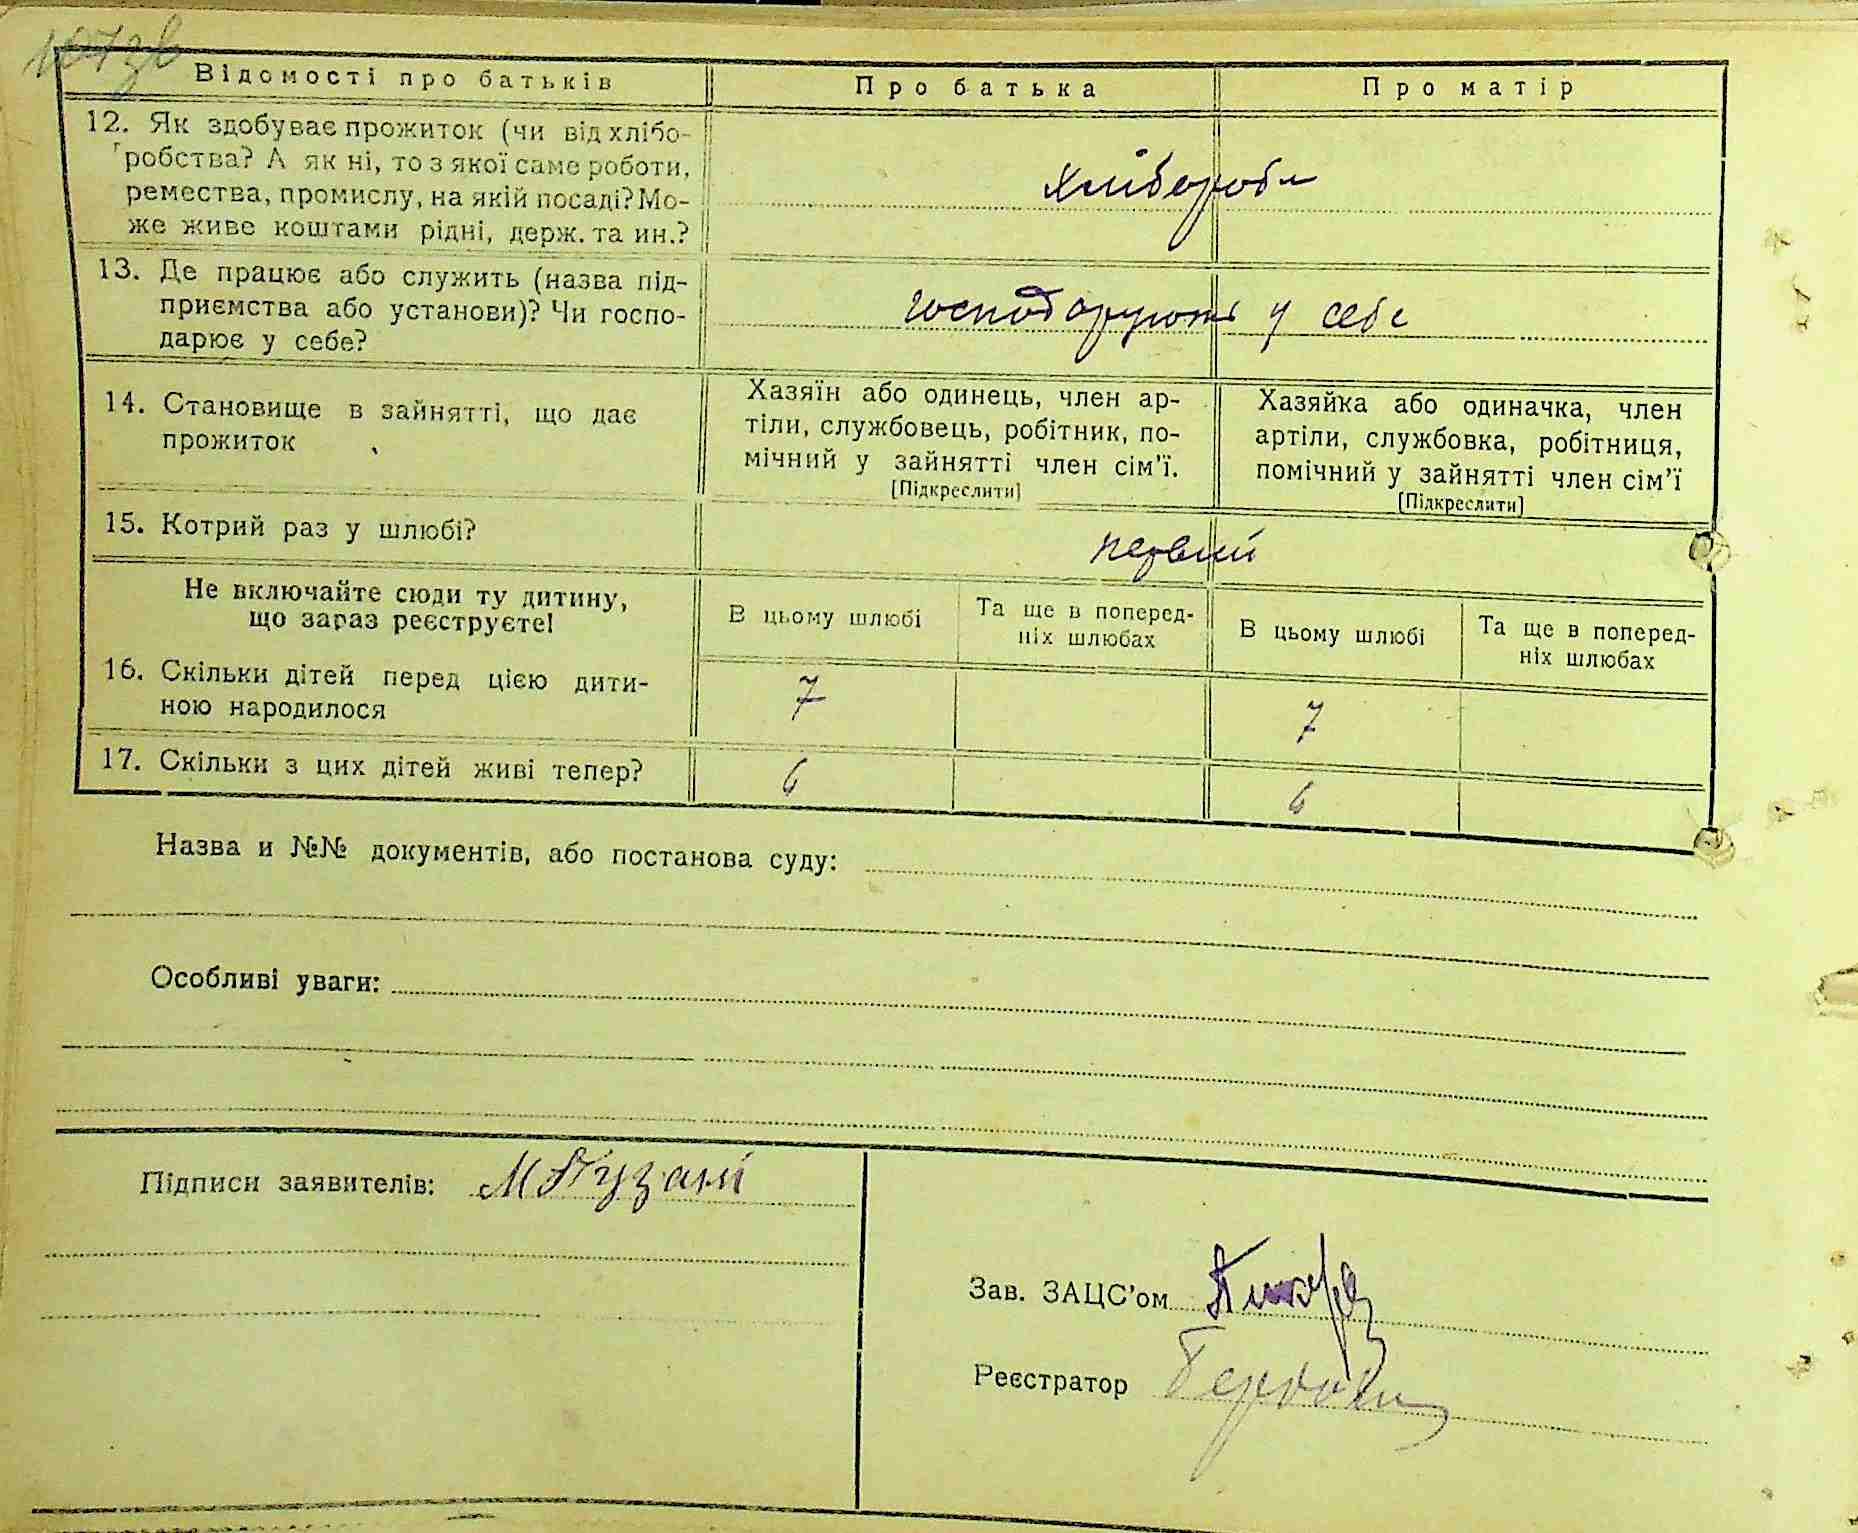 107зв
Відомості про батьків
Про батька
Про матір
12. Як здобуває прожиток (чи від хлібо-
робства? А як ні, то з якої саме роботи,
ремества, промислу, на якій посаді? Мо-
же живе коштами рідні, держ. та ин.?
хлібороби
13. Де працює або служить (назва під-
приємства або установи)? Чи госпо-
дарює у себе?
господарують у себе
14. Становище в зайнятті, що дає
прожиток
Хазяїн або одинець, член ар-
тіли, службовець, робітник, по-
мічний у зайнятті член сім'ї.
[Підкреслити]
Хазяйка або одиначка, член
артіли, службовка, робітниця,
помічний у зайнятті член сім'ї
[Підкреслити]
15. Котрий раз у шлюбі?
первий
Не включайте сюди ту дитину,
що зараз реєструєте!
В цьому шлюбі
Та ще в поперед-
ніх шлюбах
В цьому шлюбі
Та ще в поперед-
ніх шлюбах
16. Скільки дітей перед цією дити-
ною народилося
7
7
17. Скільки з цих дітей живі тепер?
6
6
Назва и №№ документів, або постанова суду:
Особливі уваги:
Підписи заявителів:
Зав. ЗАЦС'ом
Реєстратор